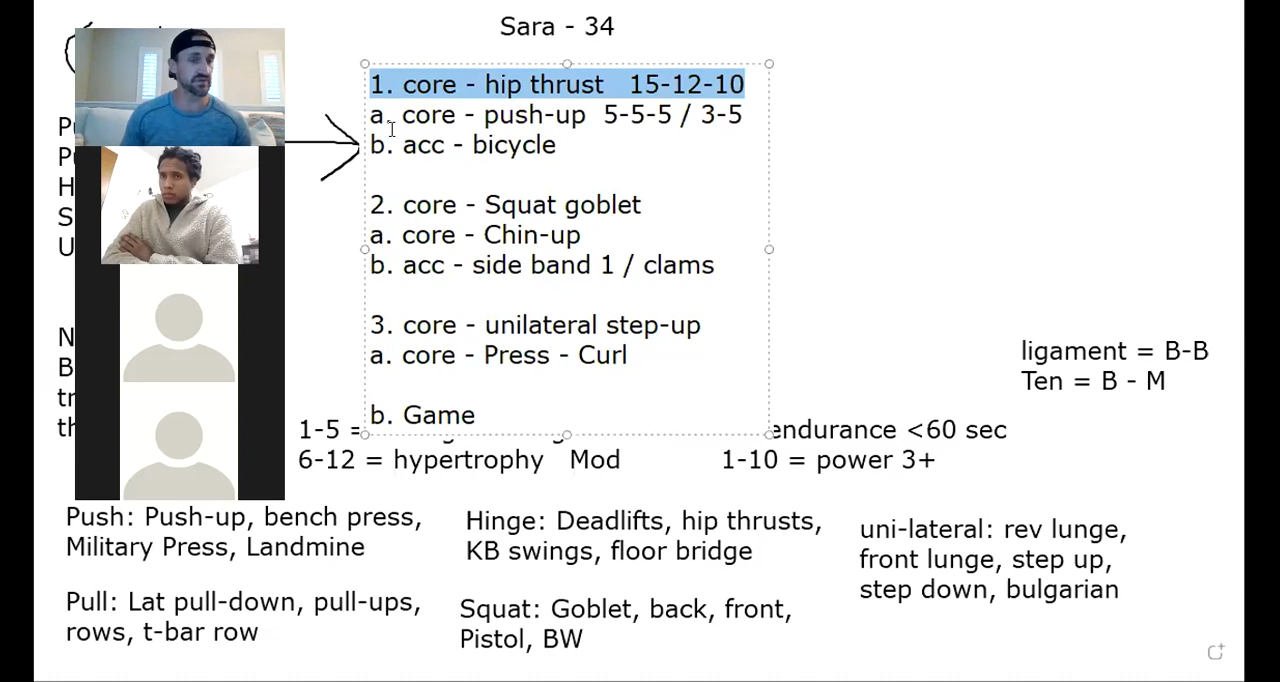 Sara - 34
1. core - hip thrust 15-12-10
a. core - push-up 5-5-5 / 3-5
b. acc - bicycle
2. core - Squat goblet
a. core - Chin-up
b. acc - side band 1 / clams
3. core - unilateral step-up
a. core - Press - Curl
b. Game
ligament = B-B
Ten = B - M
1-5 =
endurance <60 sec
6-12 = hypertrophy Mod
1-10 = power 3+
Push: Push-up, bench press,
Military Press, Landmine
Hinge: Deadlifts, hip thrusts,
KB swings, floor bridge
uni-lateral: rev lunge,
front lunge, step up,
step down, bulgarian
Pull: Lat pull-down, pull-ups,
rows, t-bar row
Squat: Goblet, back, front,
Pistol, BW